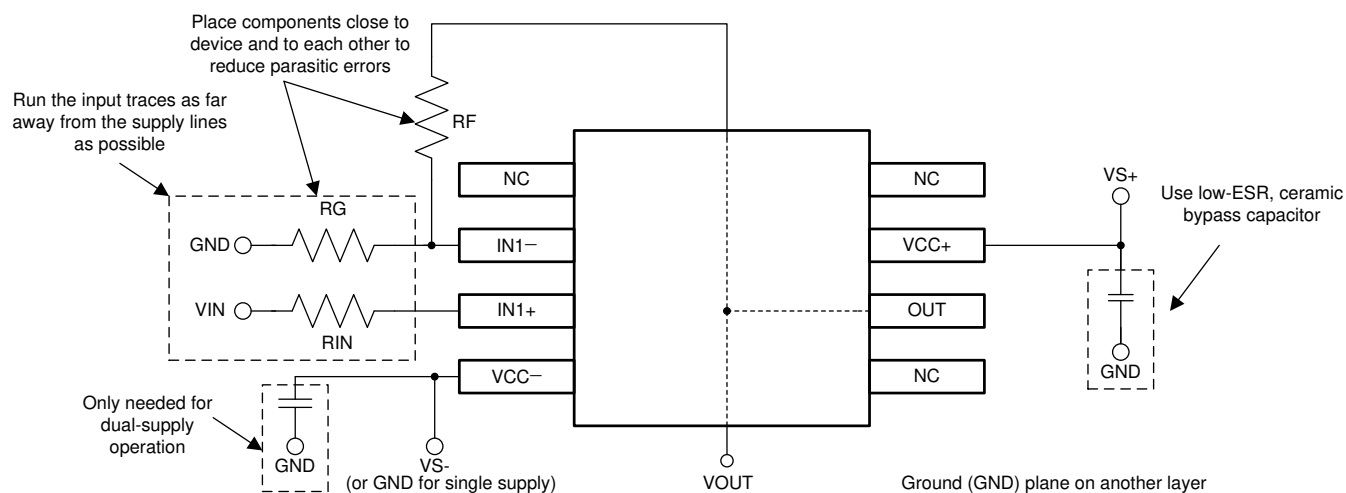 Place components close to
device and to each other to
reduce parasitic errors
Run the input traces as far
away from the supply lines
as possible
RF
NC
NC
VS+
Use low-ESR, ceramic
bypass capacitor
RG
GND
IN1−
VCC+
VIN
IN1+
OUT
RIN
VCC−
NC
GND
Only needed for
dual-supply
operation
GND
VS-
(or GND for single supply)
VOUT
Ground (GND) plane on another layer